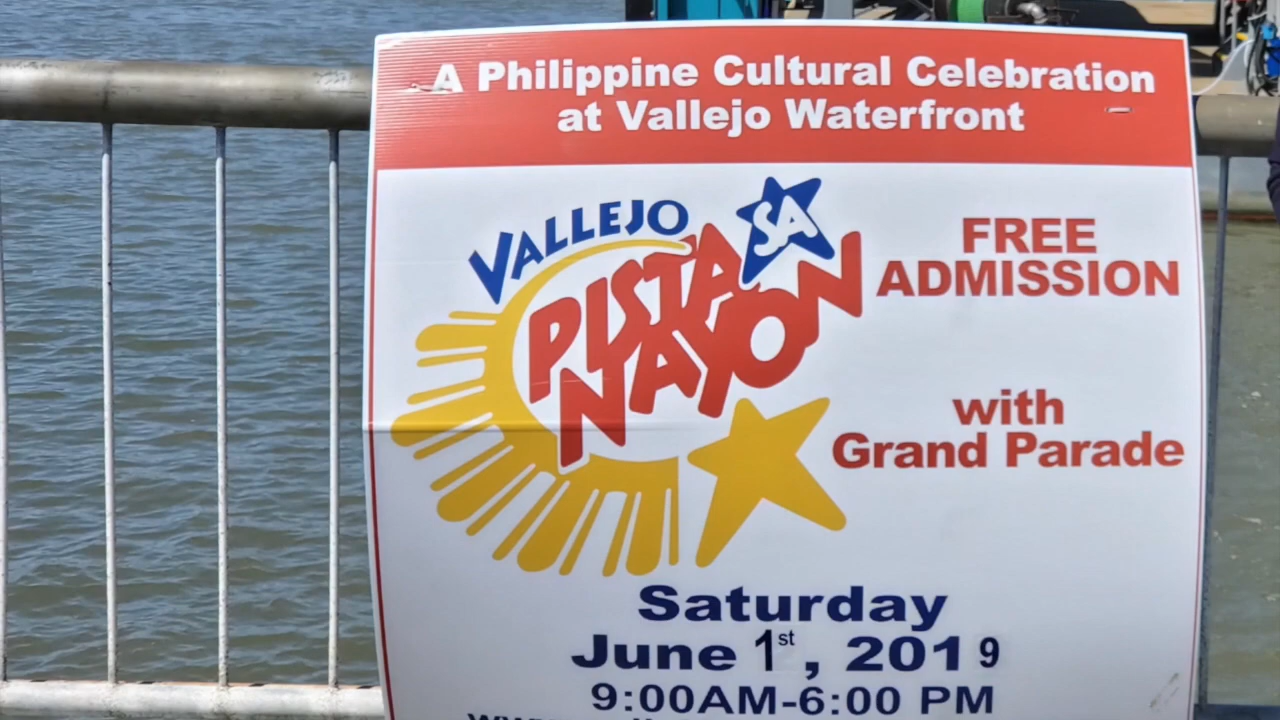 A Philippine Cultural Celebration
at Vallejo Waterfront
VALLEJO
PISTA SA
NAYON
FREE
ADMISSION
with
Grand Parade
Saturday
June 1st, 2019
9:00AM-6:00 PM